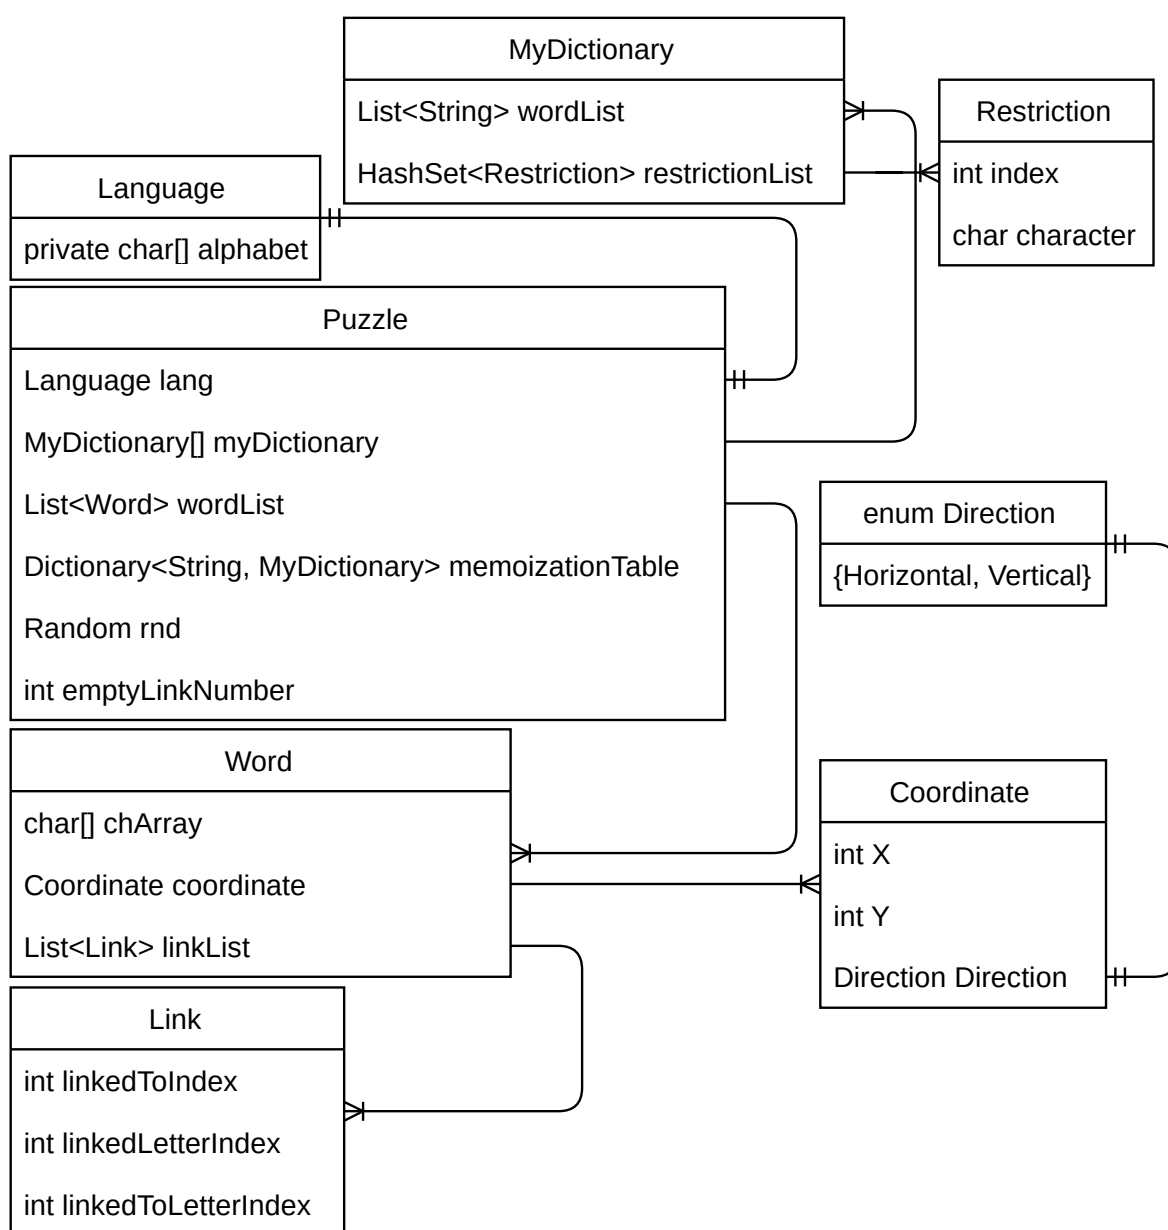 MyDictionary
List<String> wordList
HashSet<Restriction> restrictionList
Restriction
int index
char character
Language
private char[] alphabet
Puzzle
Language lang
MyDictionary[] myDictionary
List<Word> wordList
Dictionary<String, MyDictionary> memoizationTable
Random rnd
int emptyLinkNumber
enum Direction
{Horizontal, Vertical}
Word
char[] chArray
Coordinate coordinate
List<Link> linkList
Coordinate
int X
int Y
Direction Direction
Link
int linkedToIndex
int linkedLetterIndex
int linkedToLetterIndex